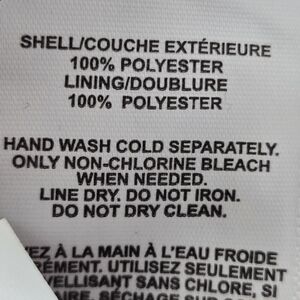 SHELL/COUCHE EXTÉRIEURE
100% POLYESTER
LINING/DOUBLURE
100% POLYESTER
HAND WASH COLD SEPARATELY.
ONLY NON-CHLORINE BLEACH
WHEN NEEDED.
LINE DRY. DO NOT IRON.
DO NOT DRY CLEAN.
À LA MAIN À L'EAU FROIDE
UTILISEZ SEULEMENT
SANS CHLORE, SI
SÉCHAGE